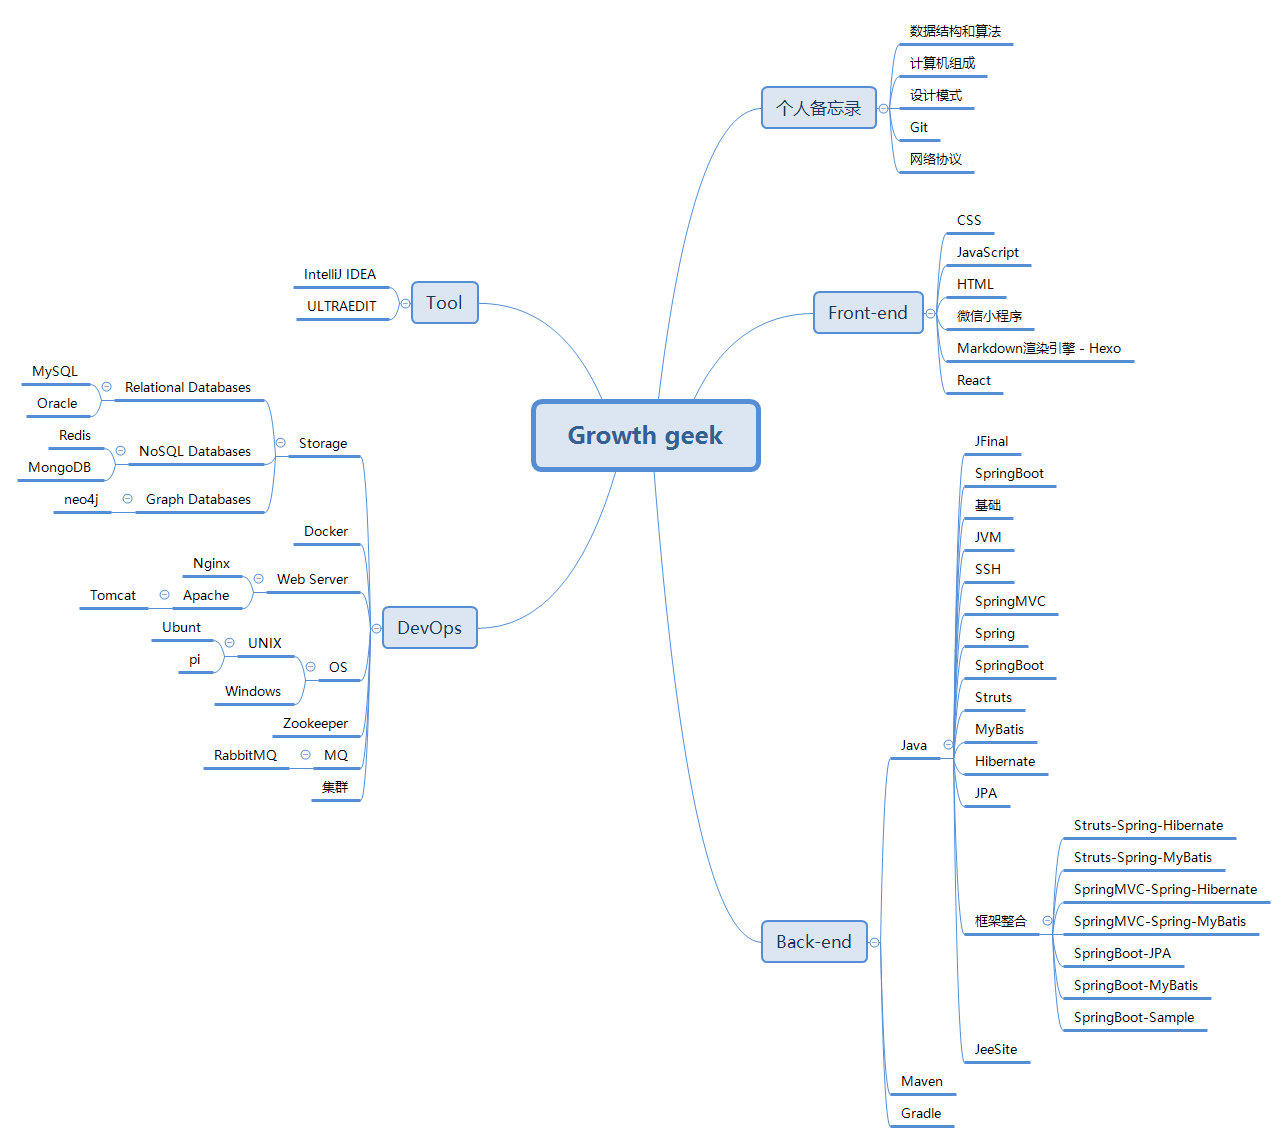 Growth geek
个人备忘录
数据结构和算法
计算机组成
设计模式
Git
网络协议
Front-end
CSS
JavaScript
HTML
微信小程序
Markdown渲染引擎 - Hexo
React
Back-end
Java
JFinal
SpringBoot
基础
JVM
SSH
SpringMVC
Spring
SpringBoot
Struts
MyBatis
Hibernate
JPA
框架整合
Struts-Spring-Hibernate
Struts-Spring-MyBatis
SpringMVC-Spring-Hibernate
SpringMVC-Spring-MyBatis
SpringBoot-JPA
SpringBoot-MyBatis
SpringBoot-Sample
JeeSite
Maven
Gradle
Tool
IntelliJ IDEA
ULTRAEDIT
DevOps
Storage
Relational Databases
MySQL
Oracle
NoSQL Databases
Redis
MongoDB
Graph Databases
neo4j
Docker
Web Server
Nginx
Apache
Tomcat
OS
UNIX
Ubunt
pi
Windows
Zookeeper
MQ
RabbitMQ
集群